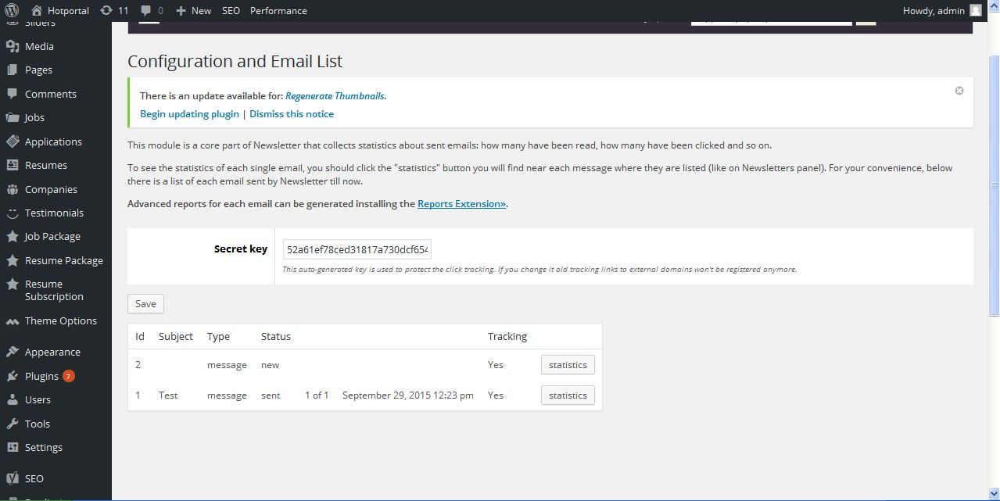 Hotportal 11 0 New SEO Performance Howdy, admin
Sliders
Media
Pages
Comments
Jobs
Applications
Resumes
Companies
Testimonials
Job Package
Resume Package
Resume
Subscription
Theme Options
Appearance
Plugins 7
Users
Tools
Settings
SEO
Configuration and Email List
There is an update available for: Regenerate Thumbnails.
Begin updating plugin | Dismiss this notice
This module is a core part of Newsletter that collects statistics about sent emails: how many have been read, how many have been clicked and so on.
To see the statistics of each single email, you should click the "statistics" button you will find near each message where they are listed (like on Newsletters panel). For your convenience, below
there is a list of each email sent by Newsletter till now.
Advanced reports for each email can be generated installing the Reports Extension».
Secret key 52a61ef78ced31817a730dcf654
This auto-generated key is used to protect the click tracking. If you change it old tracking links to external domains won't be registered anymore.
Save
Id Subject Type Status Tracking
2 message new Yes statistics
1 Test message sent 1 of 1 September 29, 2015 12:23 pm Yes statistics